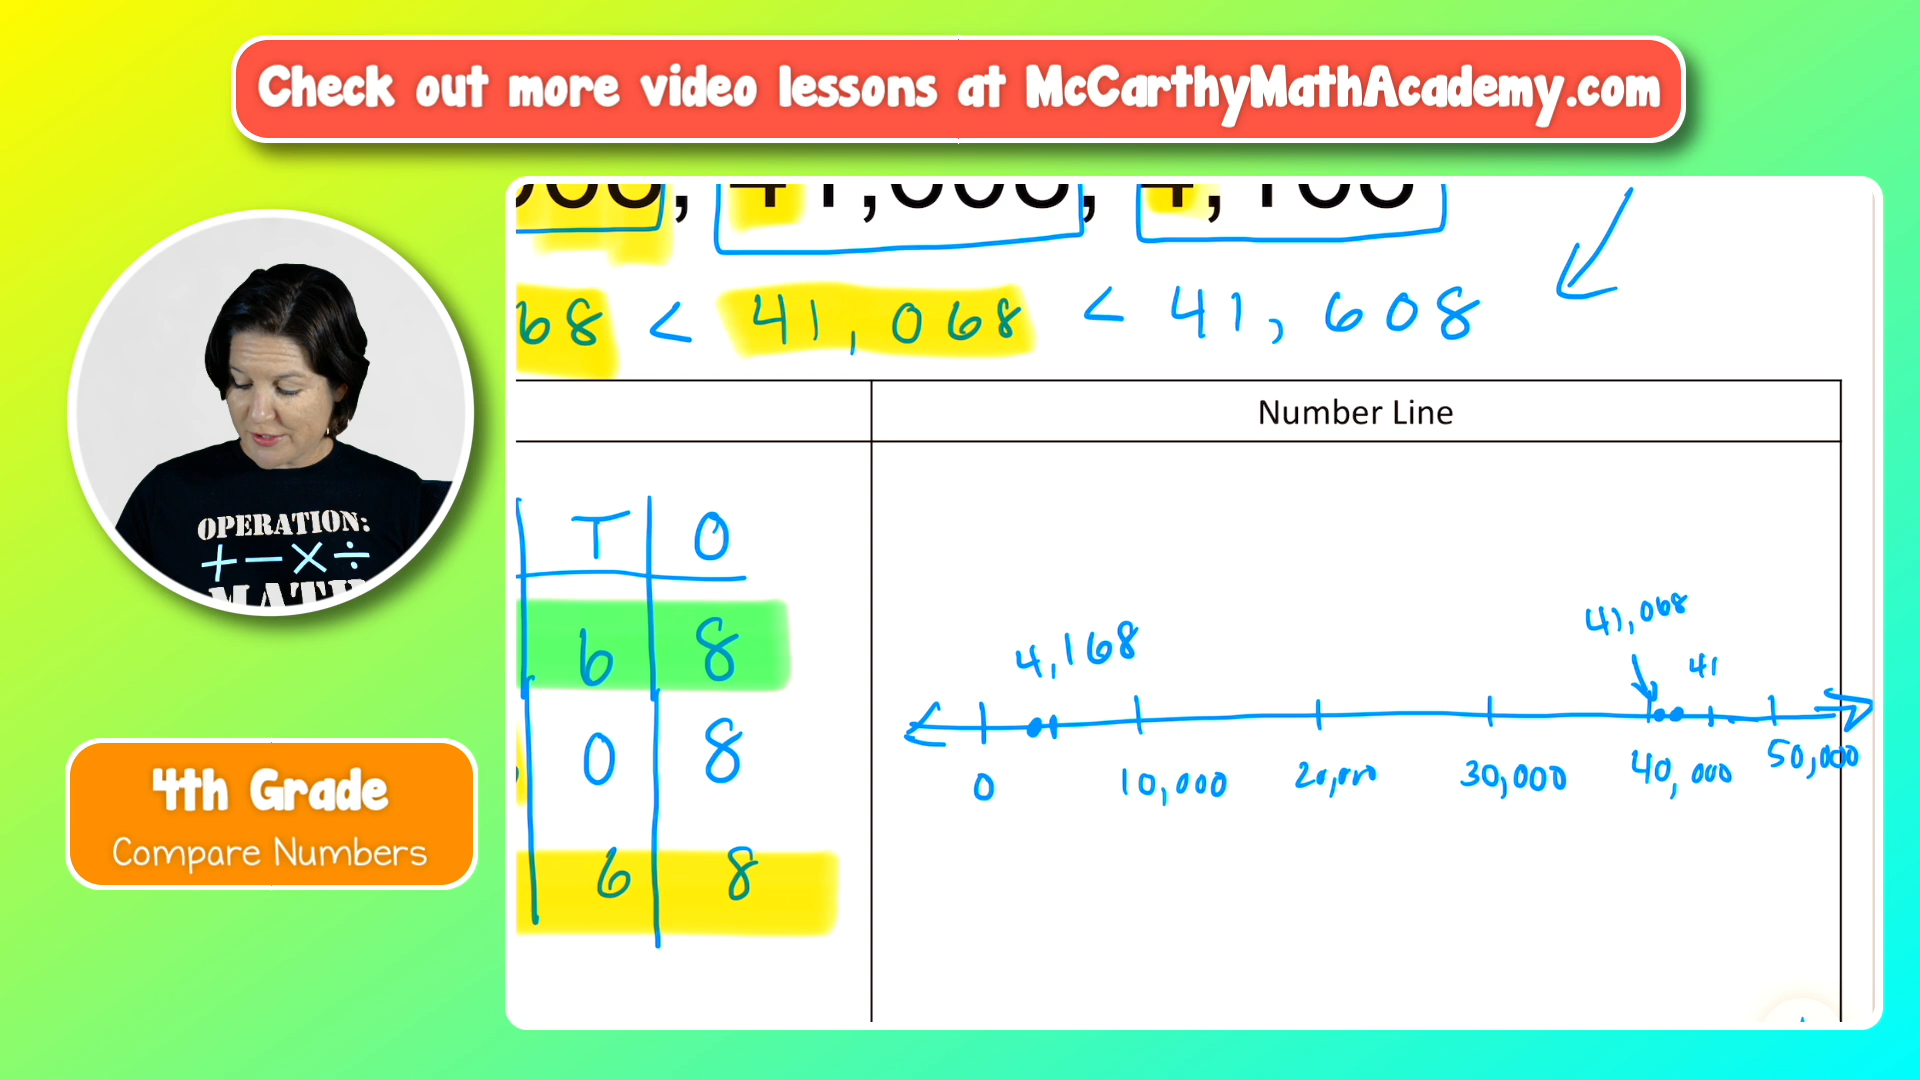 Check out more video lessons at McCarthyMathAcademy.com
68 < 41,068 < 41,608
Number Line
OPERATION:
+ − × ÷
MATH
T O
6 8
0 8
6 8
41,068
4,168
41
0 10,000 20,000 30,000 40,000 50,000
4th Grade
Compare Numbers